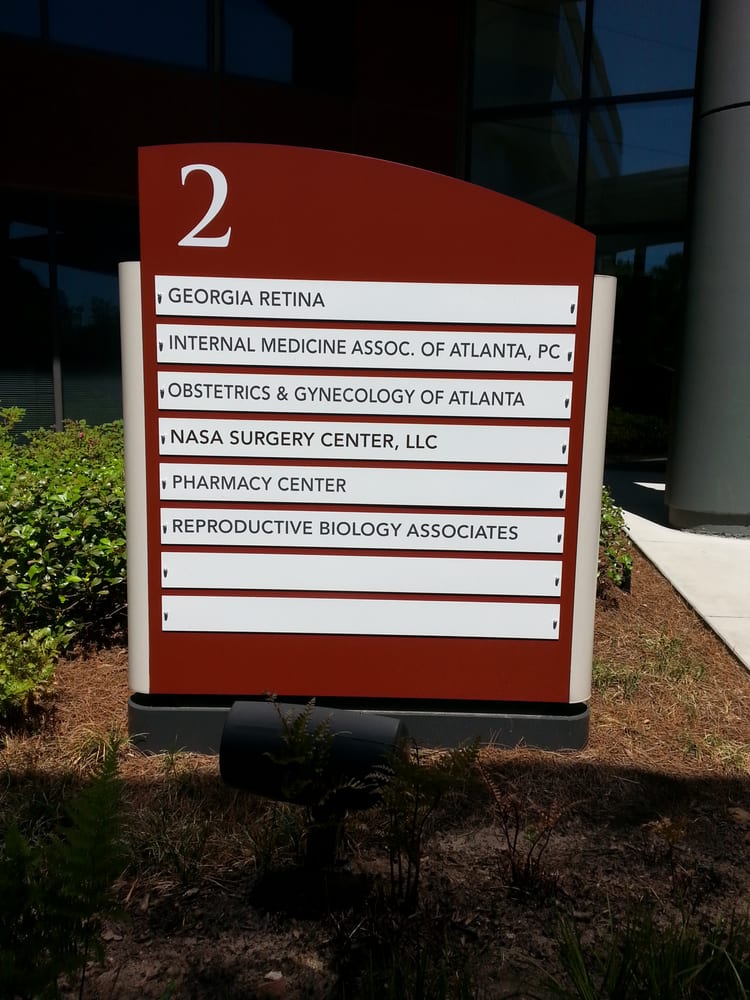 2
GEORGIA RETINA
INTERNAL MEDICINE ASSOC. OF ATLANTA, PC
OBSTETRICS & GYNECOLOGY OF ATLANTA
NASA SURGERY CENTER, LLC
PHARMACY CENTER
REPRODUCTIVE BIOLOGY ASSOCIATES